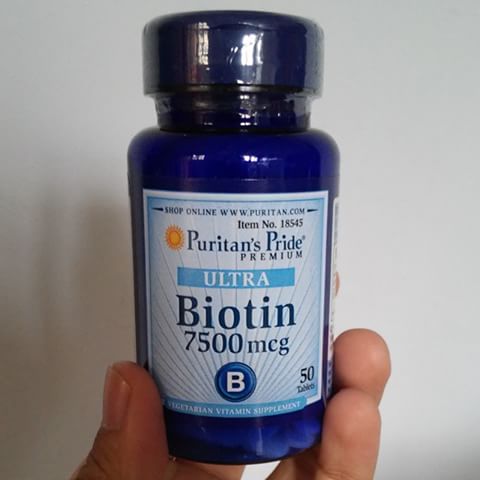 SHOP ONLINE WWW.PURITAN.COM
Item No. 18545
Puritan's Pride®
PREMIUM
ULTRA
Biotin
7500 mcg
B
50
Tablets
VEGETARIAN VITAMIN SUPPLEMENT